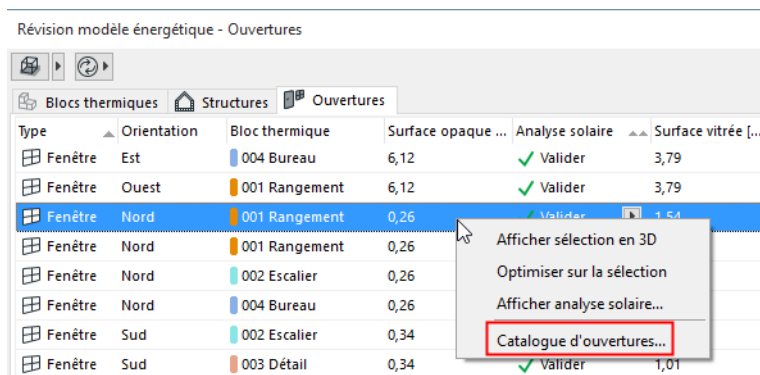 Révision modèle énergétique - Ouvertures
Blocs thermiques Structures Ouvertures
Type Orientation Bloc thermique Surface opaque ... Analyse solaire Surface vitrée [...
Fenêtre Est 004 Bureau 6,12 Valider 3,79
Fenêtre Ouest 001 Rangement 6,12 Valider 3,79
Fenêtre Nord 001 Rangement 0,26 Valider 1,54
Fenêtre Nord 001 Rangement 0,26
Fenêtre Nord 002 Escalier 0,26
Fenêtre Nord 004 Bureau 0,26
Fenêtre Sud 002 Escalier 0,34
Fenêtre Sud 003 Détail 0,34 Valider 1,01
Afficher sélection en 3D
Optimiser sur la sélection
Afficher analyse solaire...
Catalogue d'ouvertures...